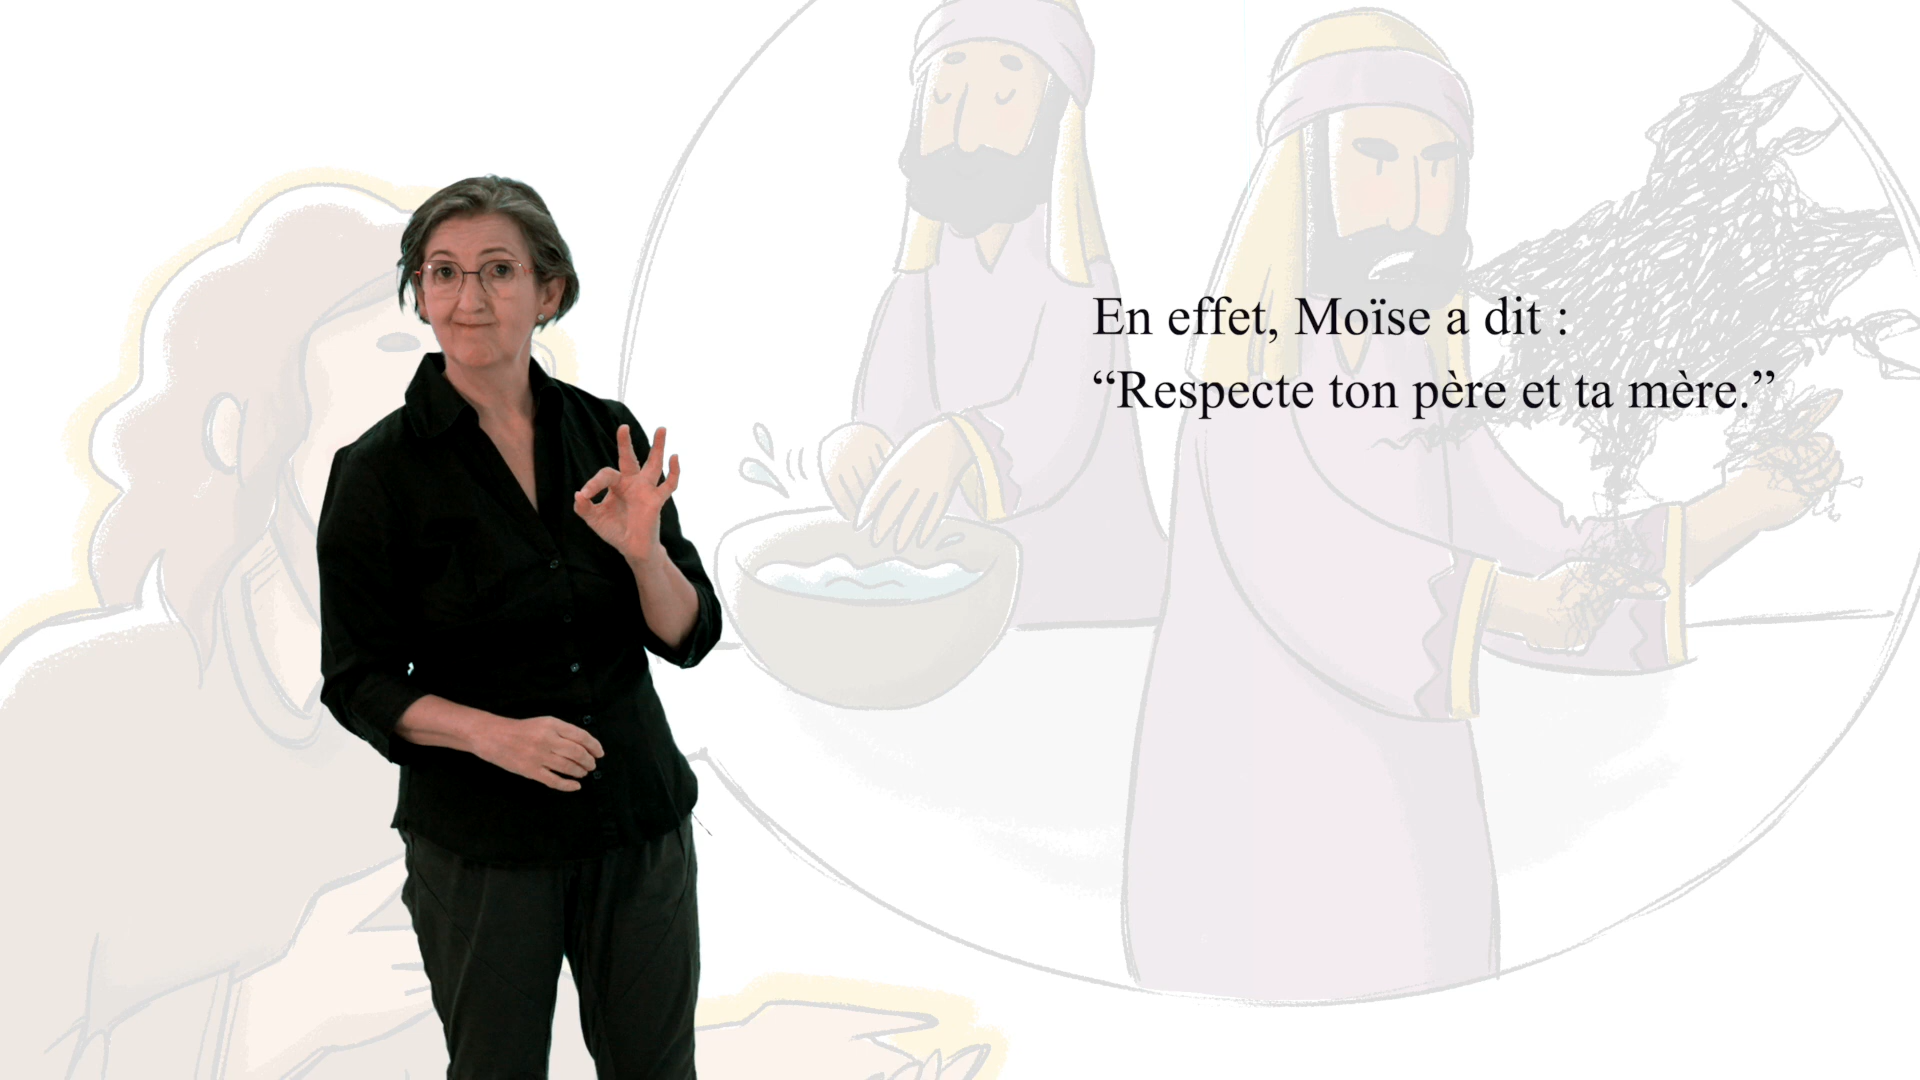 En effet, Moïse a dit :
“Respecte ton père et ta mère.”